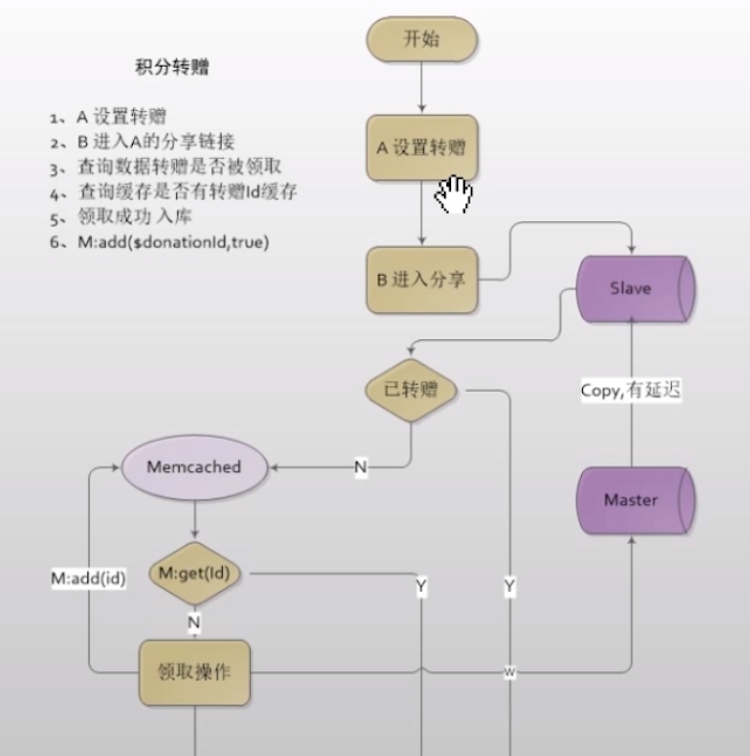 开始
积分转赠
1、A 设置转赠
2、B 进入A的分享链接
3、查询数据转赠是否被领取
4、查询缓存是否有转赠Id缓存
5、领取成功 入库
6、M:add($donationId,true)
A 设置转赠
B 进入分享
Slave
已转赠
Copy,有延迟
Memcached
N
Master
M:get(Id)
M:add(id)
Y
Y
N
领取操作
w